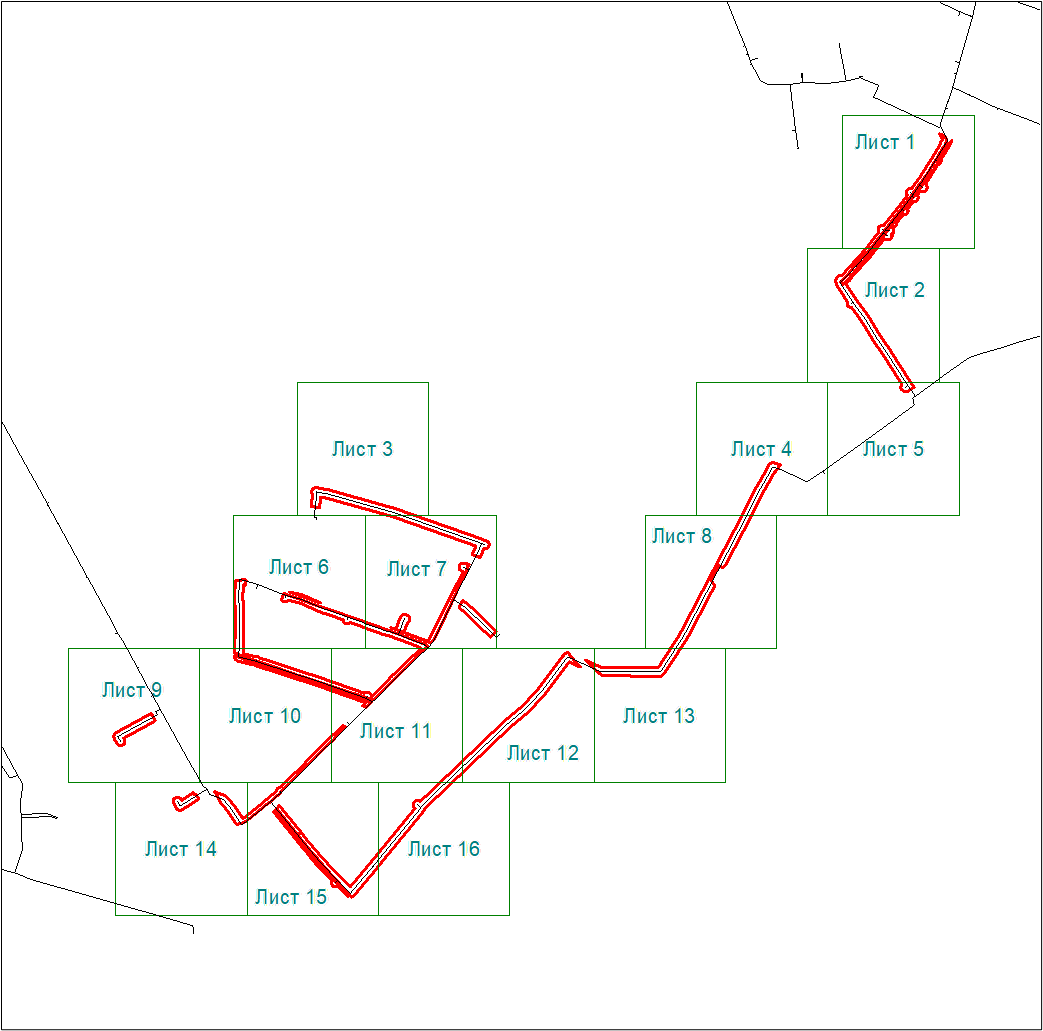 Лист 1
Лист 2
Лист 3
Лист 4
Лист 5
Лист 8
Лист 6
Лист 7
Лист 9
Лист 10
Лист 11
Лист 12
Лист 13
Лист 14
Лист 15
Лист 16